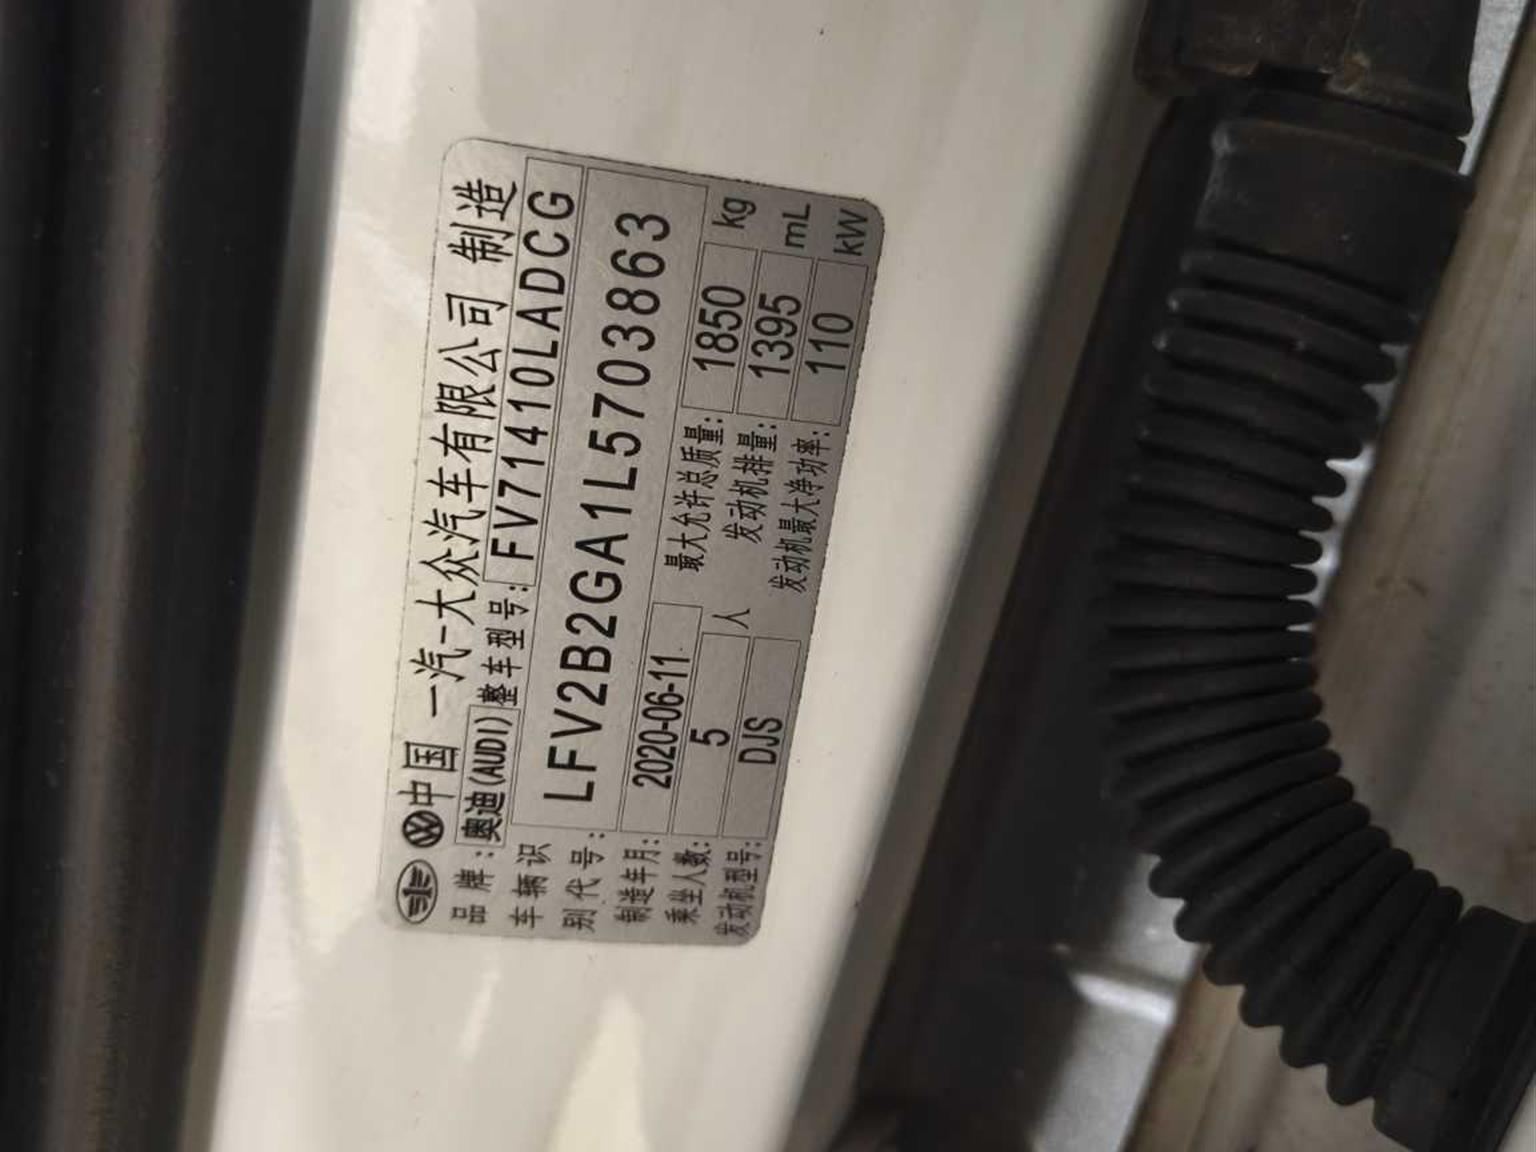 中国 一汽-大众汽车有限公司 制造
品牌: 奥迪(AUDI) 整车型号: FV71410LADCG
车辆识别代号: LFV2B2GA1L5703863
制造年月: 2020-06-11 最大允许总质量: 1850 kg
乘坐人数: 5 人 发动机排量: 1395 mL
发动机型号: DJS 发动机最大净功率: 110 kW